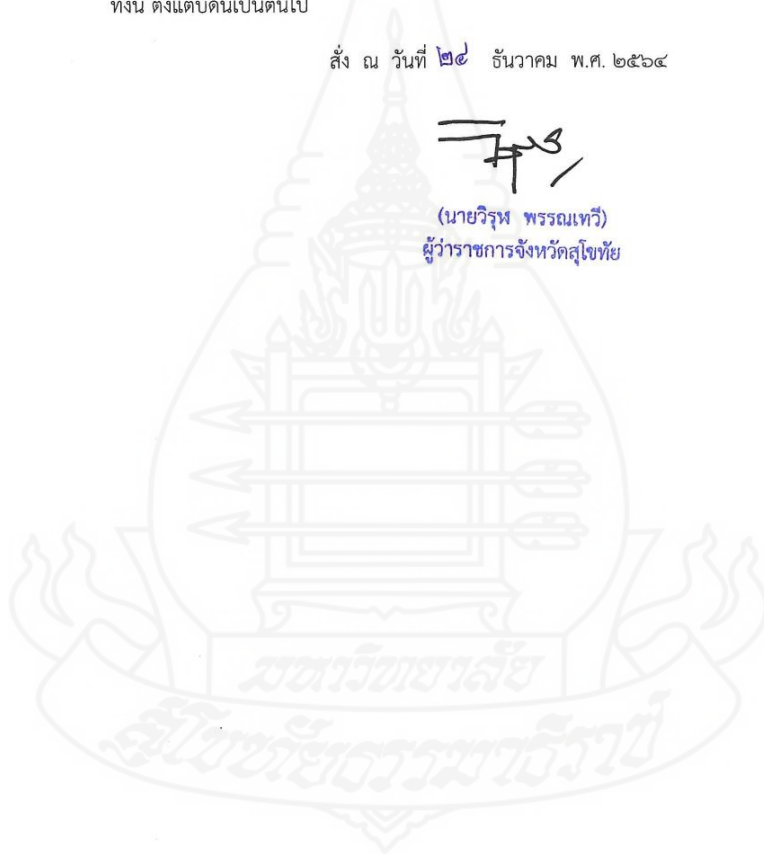 ทั้งนี้ ตั้งแต่บัดนี้เป็นต้นไป
สั่ง ณ วันที่ ๒๔ ธันวาคม พ.ศ. ๒๕๖๔
(นายวิรุฬ พรรณเทวี)
ผู้ว่าราชการจังหวัดสุโขทัย
มหาวิทยาลัย
สุโขทัยธรรมาธิราช